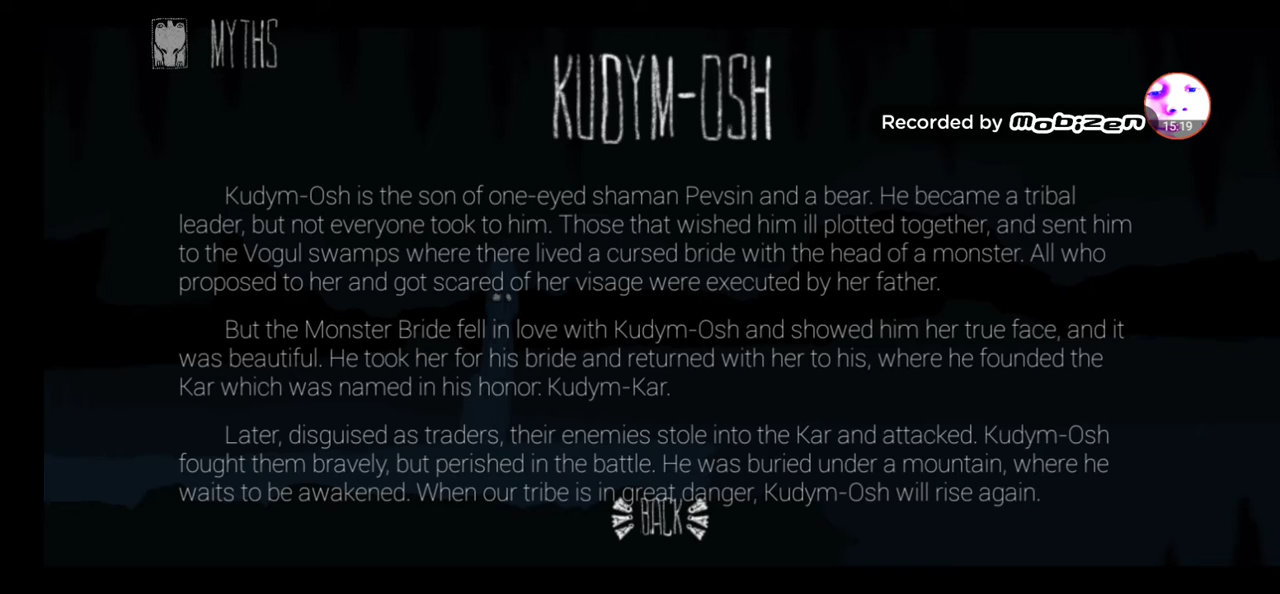 MYTHS
KUDYM-OSH
Recorded by mobizen
15:19
Kudym-Osh is the son of one-eyed shaman Pevsin and a bear. He became a tribal
leader, but not everyone took to him. Those that wished him ill plotted together, and sent him
to the Vogul swamps where there lived a cursed bride with the head of a monster. All who
proposed to her and got scared of her visage were executed by her father.
But the Monster Bride fell in love with Kudym-Osh and showed him her true face, and it
was beautiful. He took her for his bride and returned with her to his, where he founded the
Kar which was named in his honor: Kudym-Kar.
Later, disguised as traders, their enemies stole into the Kar and attacked. Kudym-Osh
fought them bravely, but perished in the battle. He was buried under a mountain, where he
waits to be awakened. When our tribe is in great danger, Kudym-Osh will rise again.
BACK